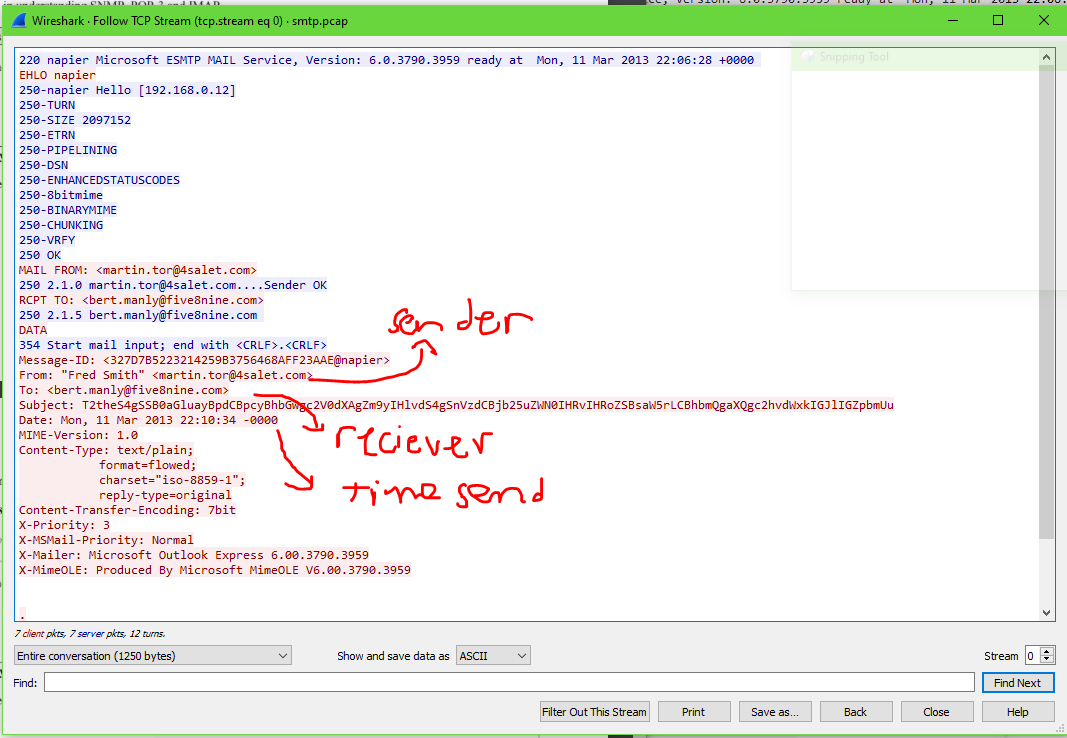 in understanding SNMP, POP-3 and IMAP
Wireshark · Follow TCP Stream (tcp.stream eq 0) · smtp.pcap
220 napier Microsoft ESMTP MAIL Service, Version: 6.0.3790.3959 ready at  Mon, 11 Mar 2013 22:06:28 +0000
Snipping Tool
EHLO napier
250-napier Hello [192.168.0.12]
250-TURN
250-SIZE 2097152
250-ETRN
250-PIPELINING
250-DSN
250-ENHANCEDSTATUSCODES
250-8bitmime
250-BINARYMIME
250-CHUNKING
250-VRFY
250 OK
MAIL FROM: <martin.tor@4salet.com>
250 2.1.0 martin.tor@4salet.com....Sender OK
RCPT TO: <bert.manly@five8nine.com>
250 2.1.5 bert.manly@five8nine.com
DATA
sender
354 Start mail input; end with <CRLF>.<CRLF>
Message-ID: <327D7B5223214259B3756468AFF23AAE@napier>
From: "Fred Smith" <martin.tor@4salet.com>
To: <bert.manly@five8nine.com>
Subject:
Date: Mon, 11 Mar 2013 22:10:34 -0000
reciever
MIME-Version: 1.0
Content-Type: text/plain;
format=flowed;
charset="iso-8859-1";
time send
reply-type=original
Content-Transfer-Encoding: 7bit
X-Priority: 3
X-MSMail-Priority: Normal
X-Mailer: Microsoft Outlook Express 6.00.3790.3959
X-MimeOLE: Produced By Microsoft MimeOLE V6.00.3790.3959
.
7 client pkts, 7 server pkts, 12 turns.
Entire conversation (1250 bytes)
Show and save data as ASCII
Stream 0
Find:
Find Next
Filter Out This Stream
Print
Save as...
Back
Close
Help